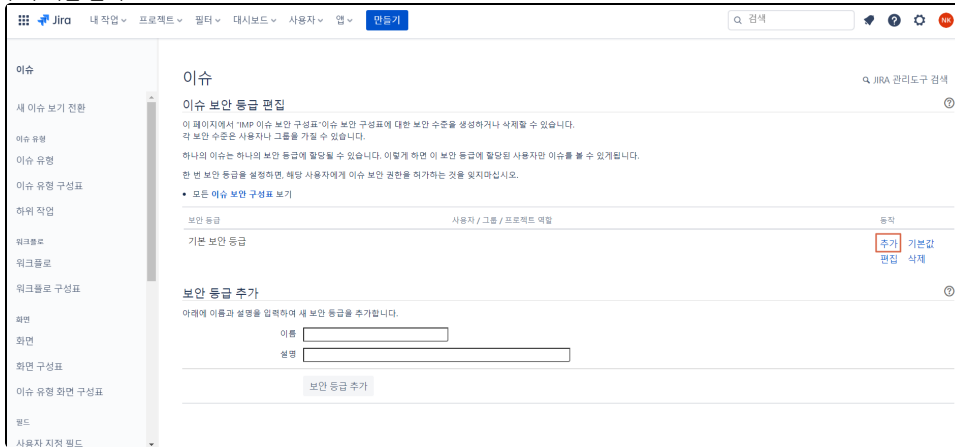 Jira 내 작업 프로젝트 필터 대시보드 사용자 앱 만들기 검색 NK
이슈
새 이슈 보기 전환
이슈 유형
이슈 유형
이슈 유형 구성표
하위 작업
워크플로
워크플로
워크플로 구성표
화면
화면
화면 구성표
이슈 유형 화면 구성표
필드
사용자 지정 필드
이슈
JIRA 관리도구 검색
이슈 보안 등급 편집
이 페이지에서 "IMP 이슈 보안 구성표"이슈 보안 구성표에 대한 보안 수준을 생성하거나 삭제할 수 있습니다.
각 보안 수준은 사용자나 그룹을 가질 수 있습니다.
하나의 이슈는 하나의 보안 등급에 할당될 수 있습니다. 이렇게 하면 이 보안 등급에 할당된 사용자만 이슈를 볼 수 있게됩니다.
한 번 보안 등급을 설정하면, 해당 사용자에게 이슈 보안 권한을 허가하는 것을 잊지마십시오.
• 모든 이슈 보안 구성표 보기
보안 등급 사용자 / 그룹 / 프로젝트 역할 동작
기본 보안 등급 추가 기본값
편집 삭제
보안 등급 추가
아래에 이름과 설명을 입력하여 새 보안 등급을 추가합니다.
이름
설명
보안 등급 추가